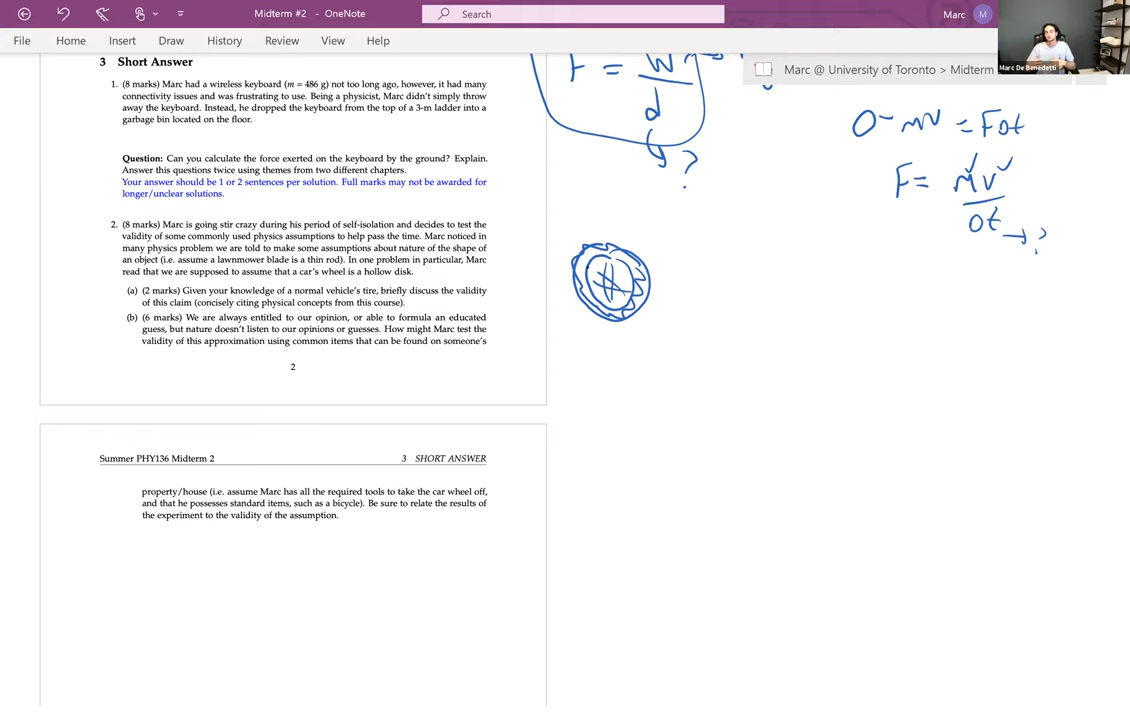 Midterm #2 - OneNote
Search
Marc
M
File Home Insert Draw History Review View Help
Marc De Benedetti
Marc @ University of Toronto > Midterm
3 Short Answer
1. (8 marks) Marc had a wireless keyboard (m = 486 g) not too long ago, however, it had many
connectivity issues and was frustrating to use. Being a physicist, Marc didn't simply throw
away the keyboard. Instead, he dropped the keyboard from the top of a 3-m ladder into a
garbage bin located on the floor.
Question: Can you calculate the force exerted on the keyboard by the ground? Explain.
Answer this questions twice using themes from two different chapters.
Your answer should be 1 or 2 sentences per solution. Full marks may not be awarded for
longer/unclear solutions.
2. (8 marks) Marc is going stir crazy during his period of self-isolation and decides to test the
validity of some commonly used physics assumptions to help pass the time. Marc noticed in
many physics problem we are told to make some assumptions about nature of the shape of
an object (i.e. assume a lawnmower blade is a thin rod). In one problem in particular, Marc
read that we are supposed to assume that a car's wheel is a hollow disk.
(a) (2 marks) Given your knowledge of a normal vehicle's tire, briefly discuss the validity
of this claim (concisely citing physical concepts from this course).
(b) (6 marks) We are always entitled to our opinion, or able to formula an educated
guess, but nature doesn't listen to our opinions or guesses. How might Marc test the
validity of this approximation using common items that can be found on someone's
2
Summer PHY136 Midterm 2 3 SHORT ANSWER
property/house (i.e. assume Marc has all the required tools to take the car wheel off,
and that he possesses standard items, such as a bicycle). Be sure to relate the results of
the experiment to the validity of the assumption.
F = W
d
?
O - mv = FΔt
F = mv
Δt
→ ?